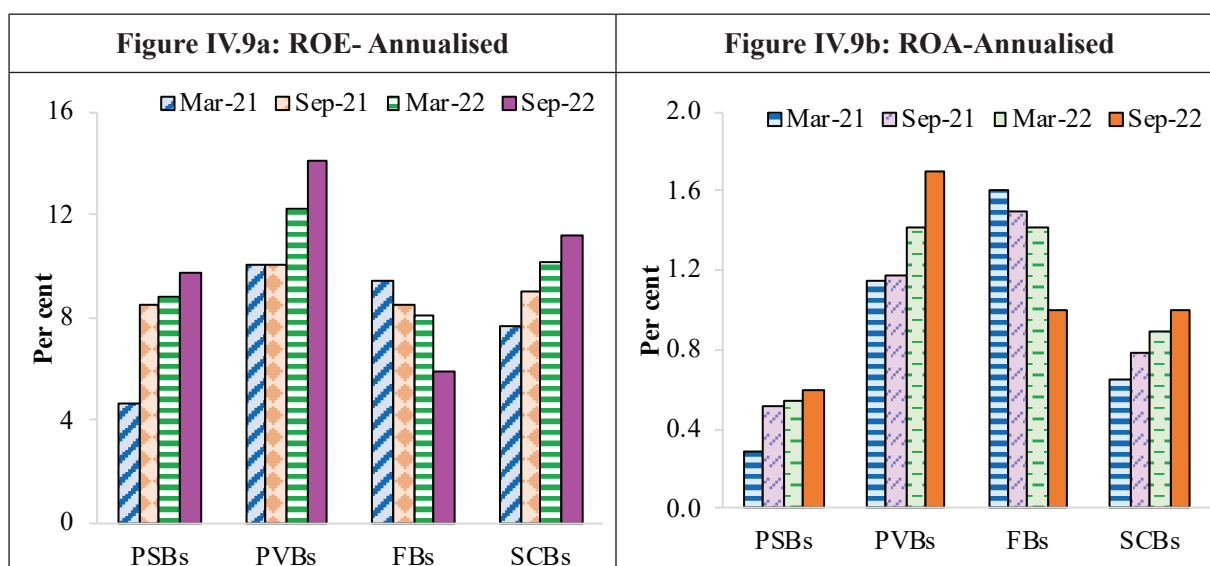 Figure IV.9a: ROE- Annualised
16
Mar-21 Sep-21 Mar-22 Sep-22
12
8
4
0
Per cent
PSBs PVBs FBs SCBs
Figure IV.9b: ROA-Annualised
2.0
Mar-21 Sep-21 Mar-22 Sep-22
1.6
1.2
0.8
0.4
0.0
Per cent
PSBs PVBs FBs SCBs